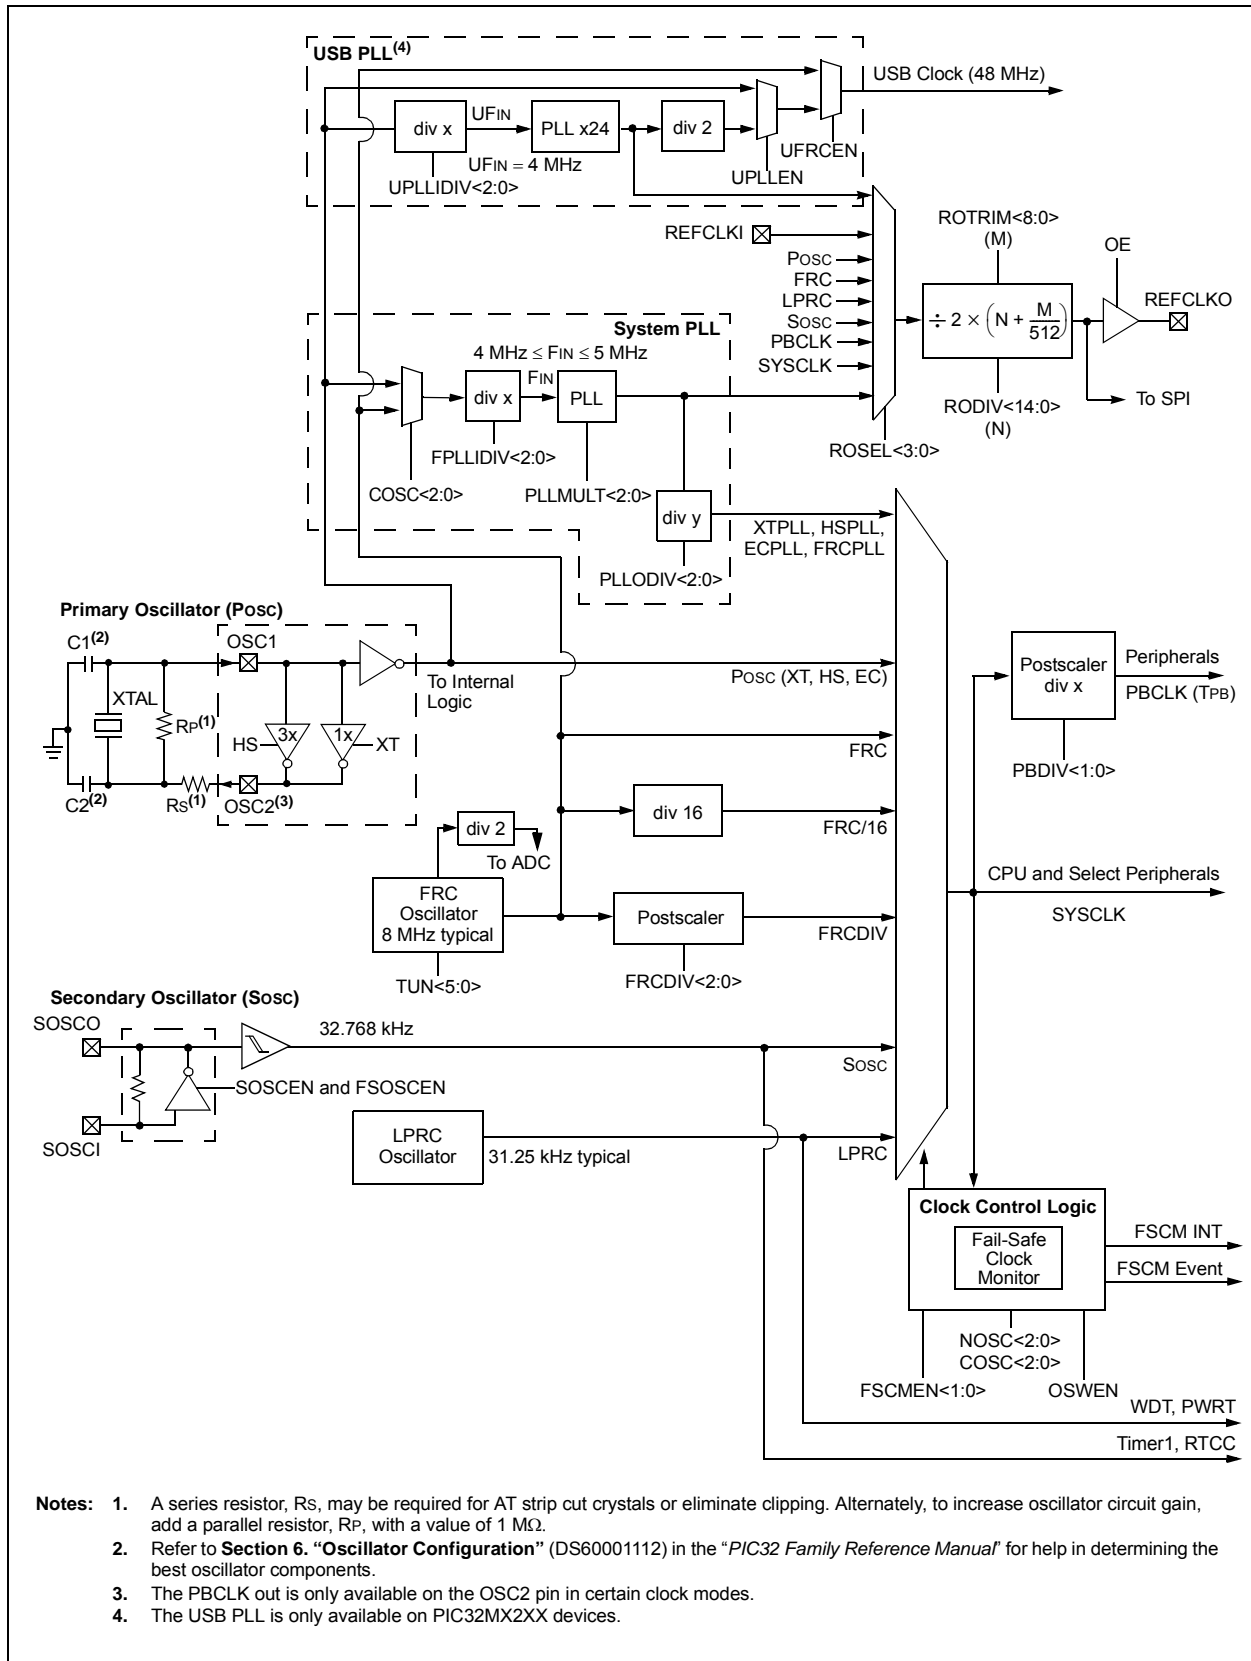 USB PLL(4)
USB Clock (48 MHz)
UFIN
div x
PLL x24
div 2
UFRCEN
UFIN = 4 MHz
UPLLEN
UPLLIDIV<2:0>
REFCLKI
ROTRIM<8:0>
(M)
OE
POSC
FRC
LPRC
SOSC
PBCLK
SYSCLK
÷ 2 × (N + M/512)
REFCLKO
To SPI
RODIV<14:0>
(N)
ROSEL<3:0>
System PLL
4 MHz ≤ FIN ≤ 5 MHz
FIN
div x
PLL
FPLLIDIV<2:0>
COSC<2:0>
PLLMULT<2:0>
div y
XTPLL, HSPLL,
ECPLL, FRCPLL
PLLODIV<2:0>
Primary Oscillator (POSC)
C1(2)
OSC1
XTAL
RP(1)
HS
3x
1x
XT
To Internal
Logic
C2(2)
RS(1)
OSC2(3)
POSC (XT, HS, EC)
Postscaler
div x
Peripherals
PBCLK (TPB)
PBDIV<1:0>
FRC
div 16
FRC/16
div 2
To ADC
FRC
Oscillator
8 MHz typical
TUN<5:0>
Postscaler
FRCDIV
FRCDIV<2:0>
CPU and Select Peripherals
SYSCLK
Secondary Oscillator (SOSC)
SOSCO
32.768 kHz
SOSC
SOSCEN and FSOSCEN
SOSCI
LPRC
Oscillator
31.25 kHz typical
LPRC
Clock Control Logic
Fail-Safe
Clock
Monitor
FSCM INT
FSCM Event
NOSC<2:0>
COSC<2:0>
FSCMEN<1:0>
OSWEN
WDT, PWRT
Timer1, RTCC
Notes: 1. A series resistor, RS, may be required for AT strip cut crystals or eliminate clipping. Alternately, to increase oscillator circuit gain,
add a parallel resistor, RP, with a value of 1 MΩ.
2. Refer to Section 6. “Oscillator Configuration” (DS60001112) in the “PIC32 Family Reference Manual” for help in determining the
best oscillator components.
3. The PBCLK out is only available on the OSC2 pin in certain clock modes.
4. The USB PLL is only available on PIC32MX2XX devices.